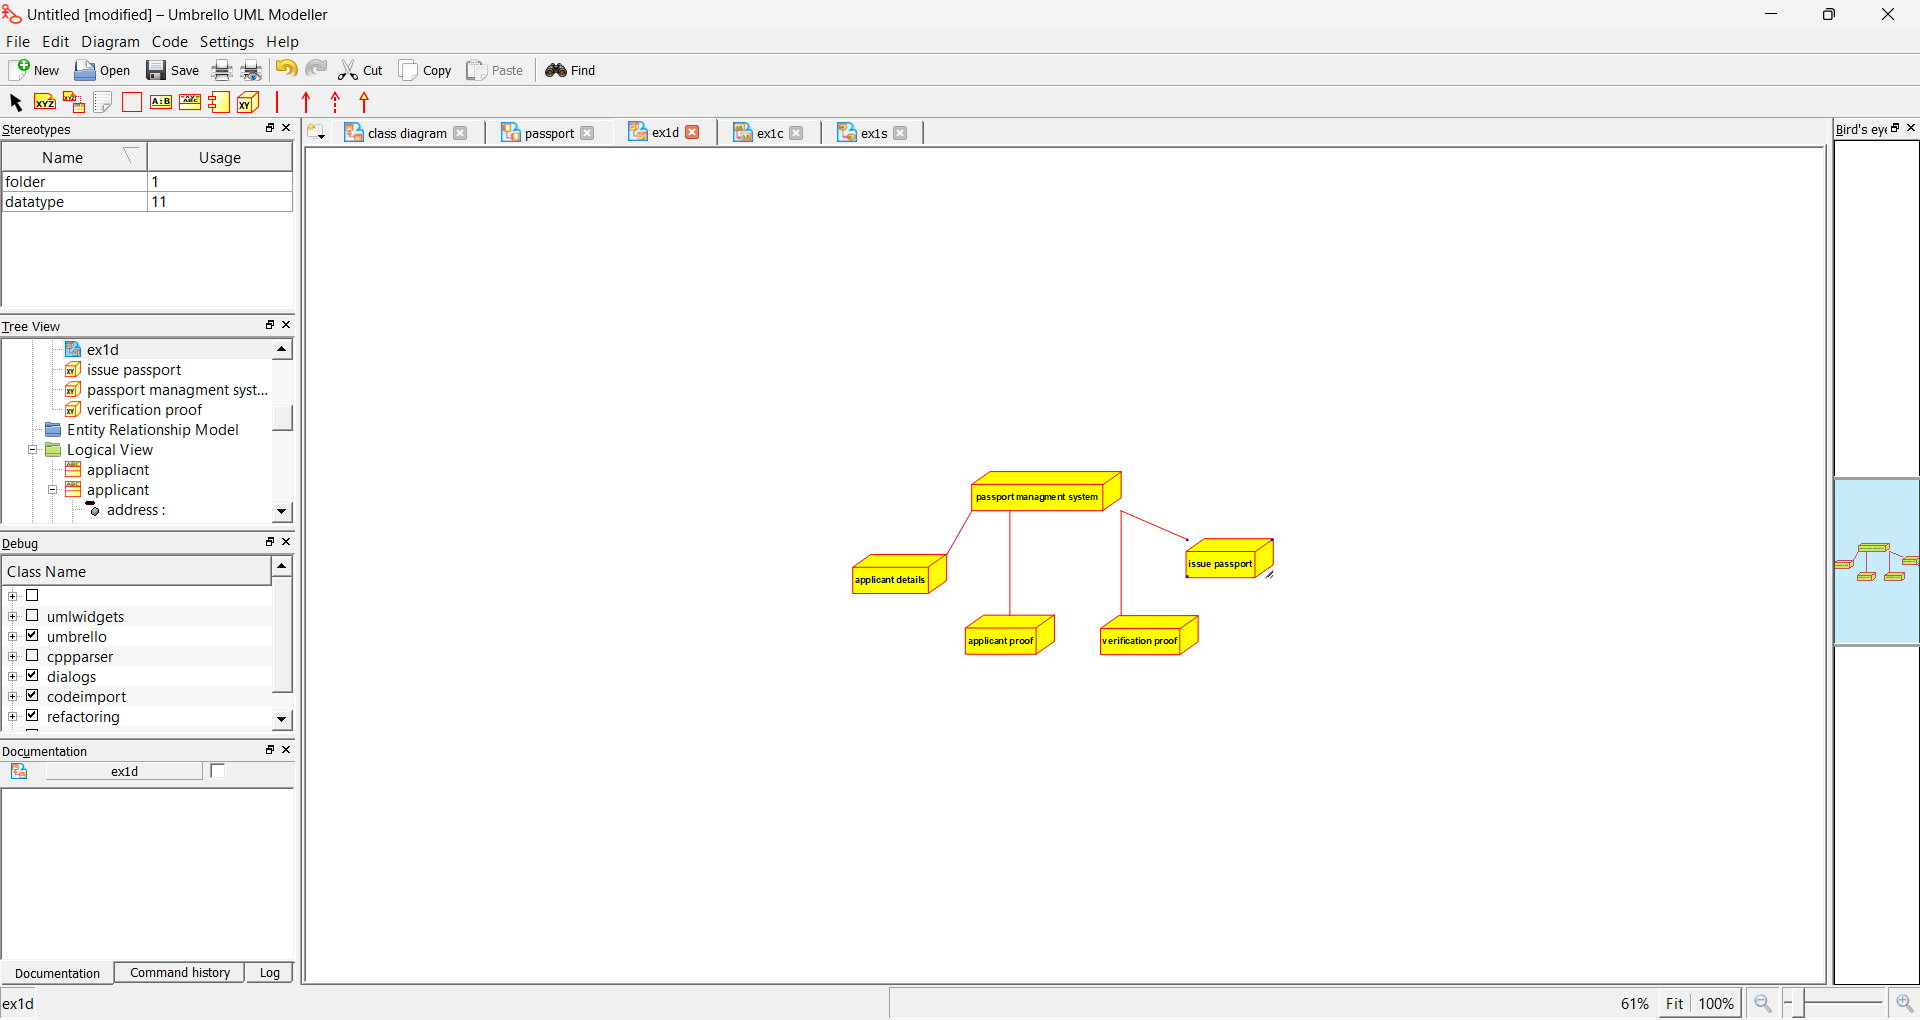 Untitled [modified] – Umbrello UML Modeller
File Edit Diagram Code Settings Help
New Open Save Cut Copy Paste Find
XYZ XYZ A:B ABC XY
Stereotypes
Name Usage
folder 1
datatype 11
class diagram passport ex1d ex1c ex1s
Bird's eye
Tree View
ex1d
issue passport
passport managment syst...
verification proof
Entity Relationship Model
Logical View
appliacnt
applicant
address :
Debug
Class Name
umlwidgets
umbrello
cppparser
dialogs
codeimport
refactoring
Documentation
ex1d
Documentation Command history Log
passport managment system
applicant details
issue passport
applicant proof
verification proof
ex1d
61% Fit 100%